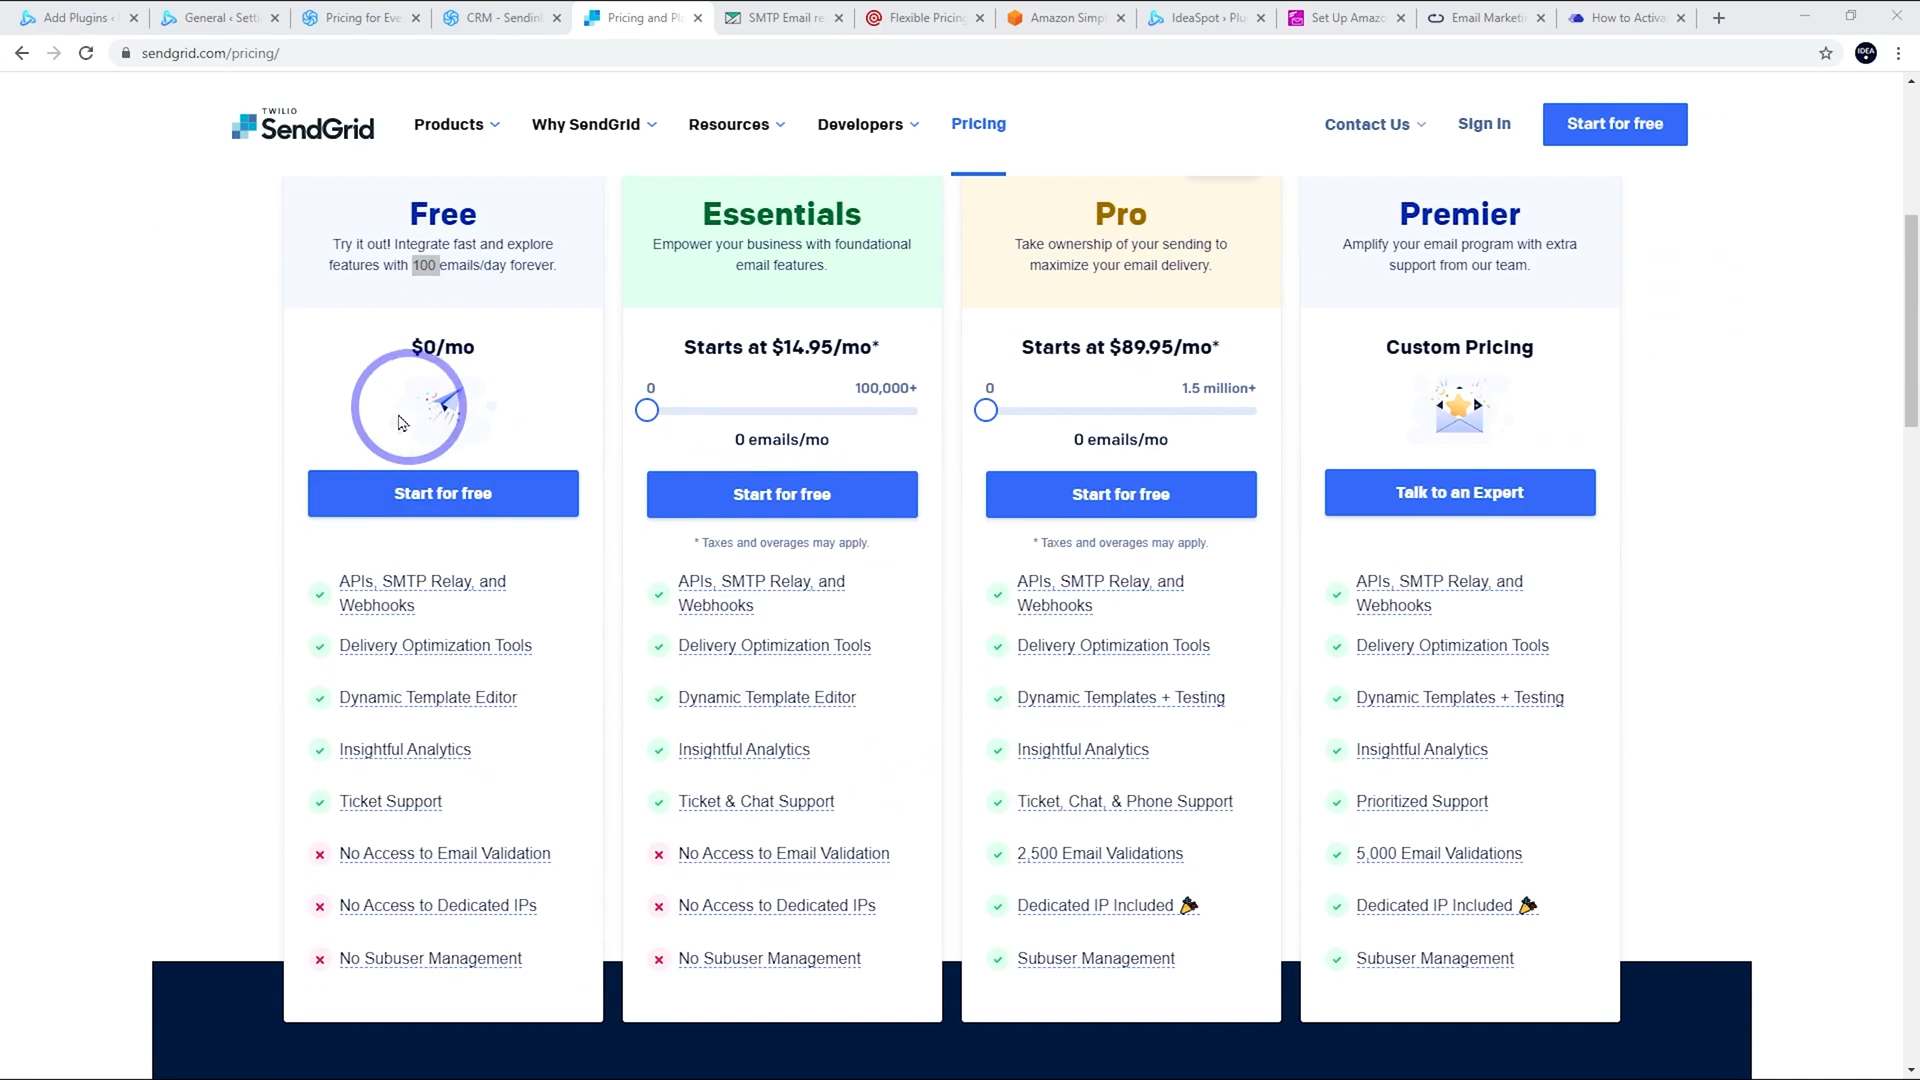 Add Plugins ‹
General ‹ Setti
Pricing for Eve
CRM - Sendinl
Pricing and Pl
SMTP Email re
Flexible Pricing
Amazon Simpl
IdeaSpot › Plu
Set Up Amazo
Email Marketi
How to Activa
sendgrid.com/pricing/
IDEA
TWILIO
SendGrid
Products
Why SendGrid
Resources
Developers
Pricing
Contact Us
Sign In
Start for free
Free
Try it out! Integrate fast and explore
features with 100 emails/day forever.
$0/mo
Start for free
APIs, SMTP Relay, and
Webhooks
Delivery Optimization Tools
Dynamic Template Editor
Insightful Analytics
Ticket Support
No Access to Email Validation
No Access to Dedicated IPs
No Subuser Management
Essentials
Empower your business with foundational
email features.
Starts at $14.95/mo*
0 100,000+
0 emails/mo
Start for free
* Taxes and overages may apply.
APIs, SMTP Relay, and
Webhooks
Delivery Optimization Tools
Dynamic Template Editor
Insightful Analytics
Ticket & Chat Support
No Access to Email Validation
No Access to Dedicated IPs
No Subuser Management
Pro
Take ownership of your sending to
maximize your email delivery.
Starts at $89.95/mo*
0 1.5 million+
0 emails/mo
Start for free
* Taxes and overages may apply.
APIs, SMTP Relay, and
Webhooks
Delivery Optimization Tools
Dynamic Templates + Testing
Insightful Analytics
Ticket, Chat, & Phone Support
2,500 Email Validations
Dedicated IP Included
Subuser Management
Premier
Amplify your email program with extra
support from our team.
Custom Pricing
Talk to an Expert
APIs, SMTP Relay, and
Webhooks
Delivery Optimization Tools
Dynamic Templates + Testing
Insightful Analytics
Prioritized Support
5,000 Email Validations
Dedicated IP Included
Subuser Management